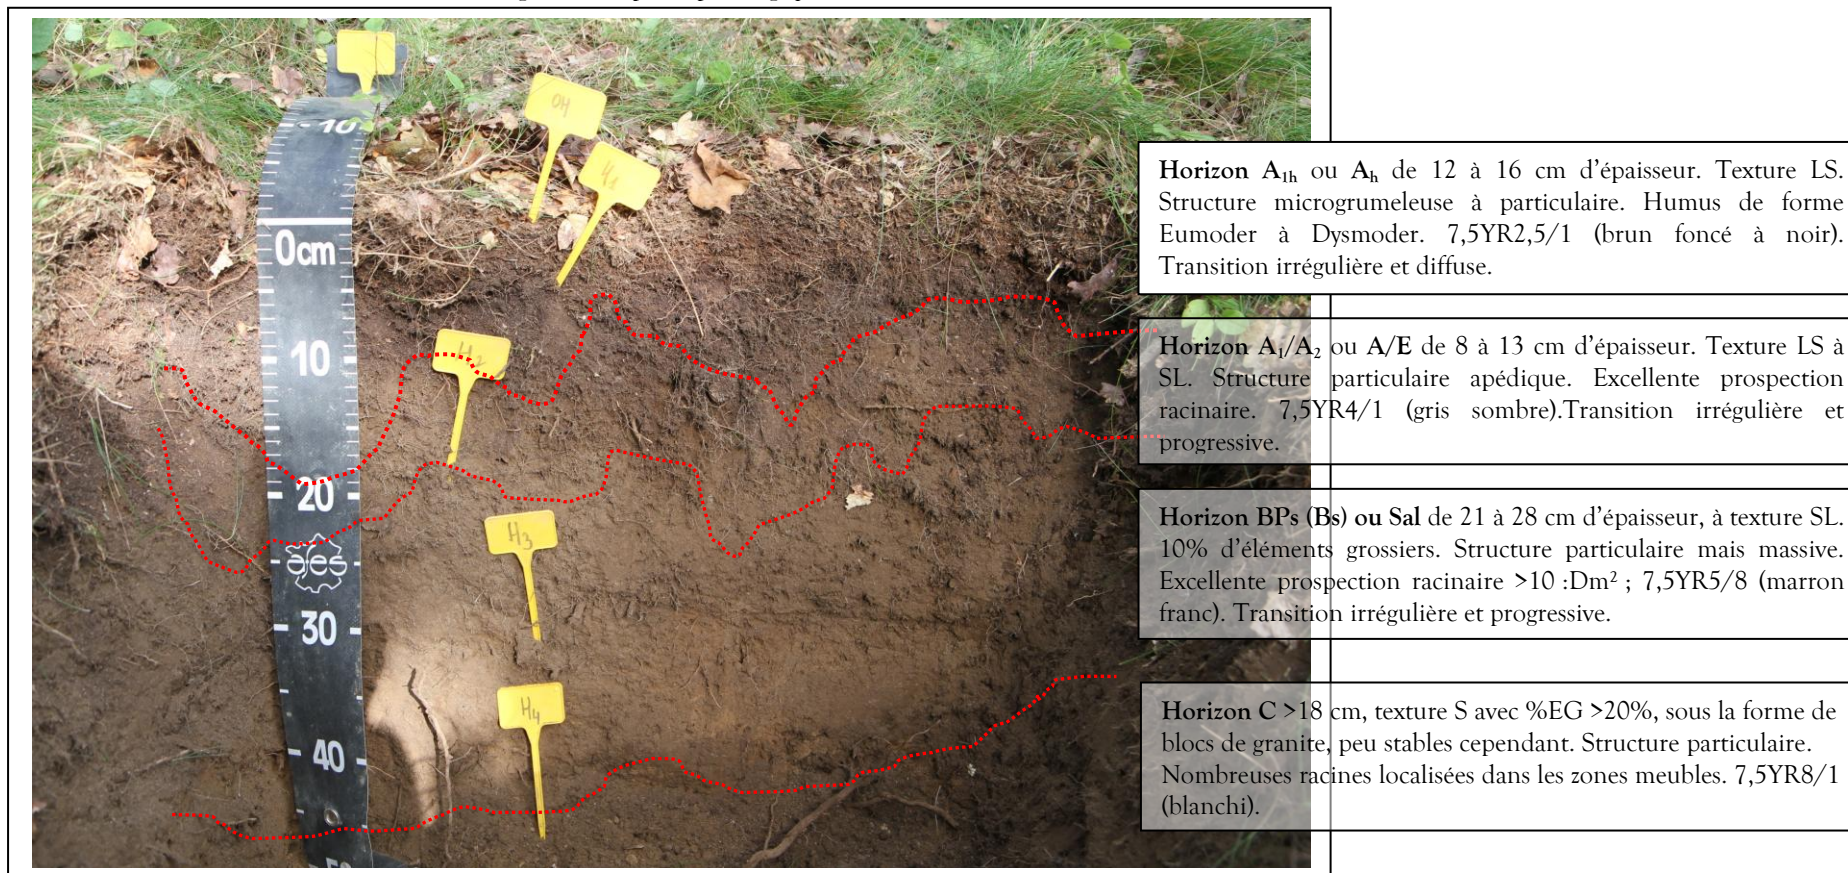 - 10
0cm
10
20
aes
30
40
OH
H1
H2
H3
H4
Horizon A1h ou Ah de 12 à 16 cm d'épaisseur. Texture LS.
Structure microgrumeleuse à particulaire. Humus de forme
Eumoder à Dysmoder. 7,5YR2,5/1 (brun foncé à noir).
Transition irrégulière et diffuse.
Horizon A1/A2 ou A/E de 8 à 13 cm d'épaisseur. Texture LS à
SL. Structure particulaire apédique. Excellente prospection
racinaire. 7,5YR4/1 (gris sombre).Transition irrégulière et
progressive.
Horizon BPs (Bs) ou Sal de 21 à 28 cm d'épaisseur, à texture SL.
10% d'éléments grossiers. Structure particulaire mais massive.
Excellente prospection racinaire >10 :Dm² ; 7,5YR5/8 (marron
franc). Transition irrégulière et progressive.
Horizon C >18 cm, texture S avec %EG >20%, sous la forme de
blocs de granite, peu stables cependant. Structure particulaire.
Nombreuses racines localisées dans les zones meubles. 7,5YR8/1
(blanchi).